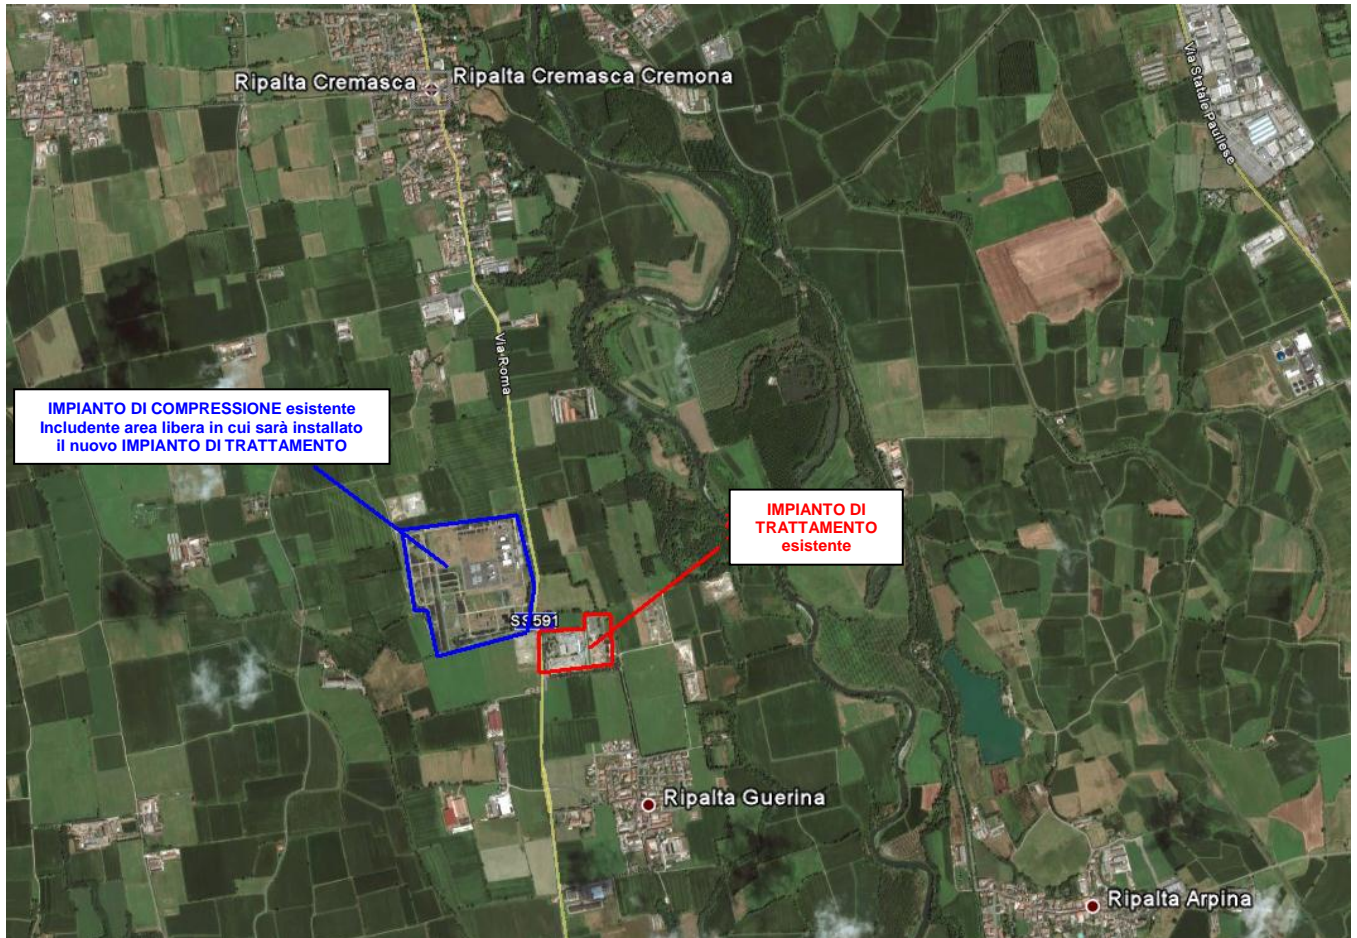 Ripalta Cremasca
Ripalta Cremasca Cremona
Via Statale Paullese
Via Roma
IMPIANTO DI COMPRESSIONE esistente
Includente area libera in cui sarà installato
il nuovo IMPIANTO DI TRATTAMENTO
IMPIANTO DI
TRATTAMENTO
esistente
SS591
Ripalta Guerina
Ripalta Arpina